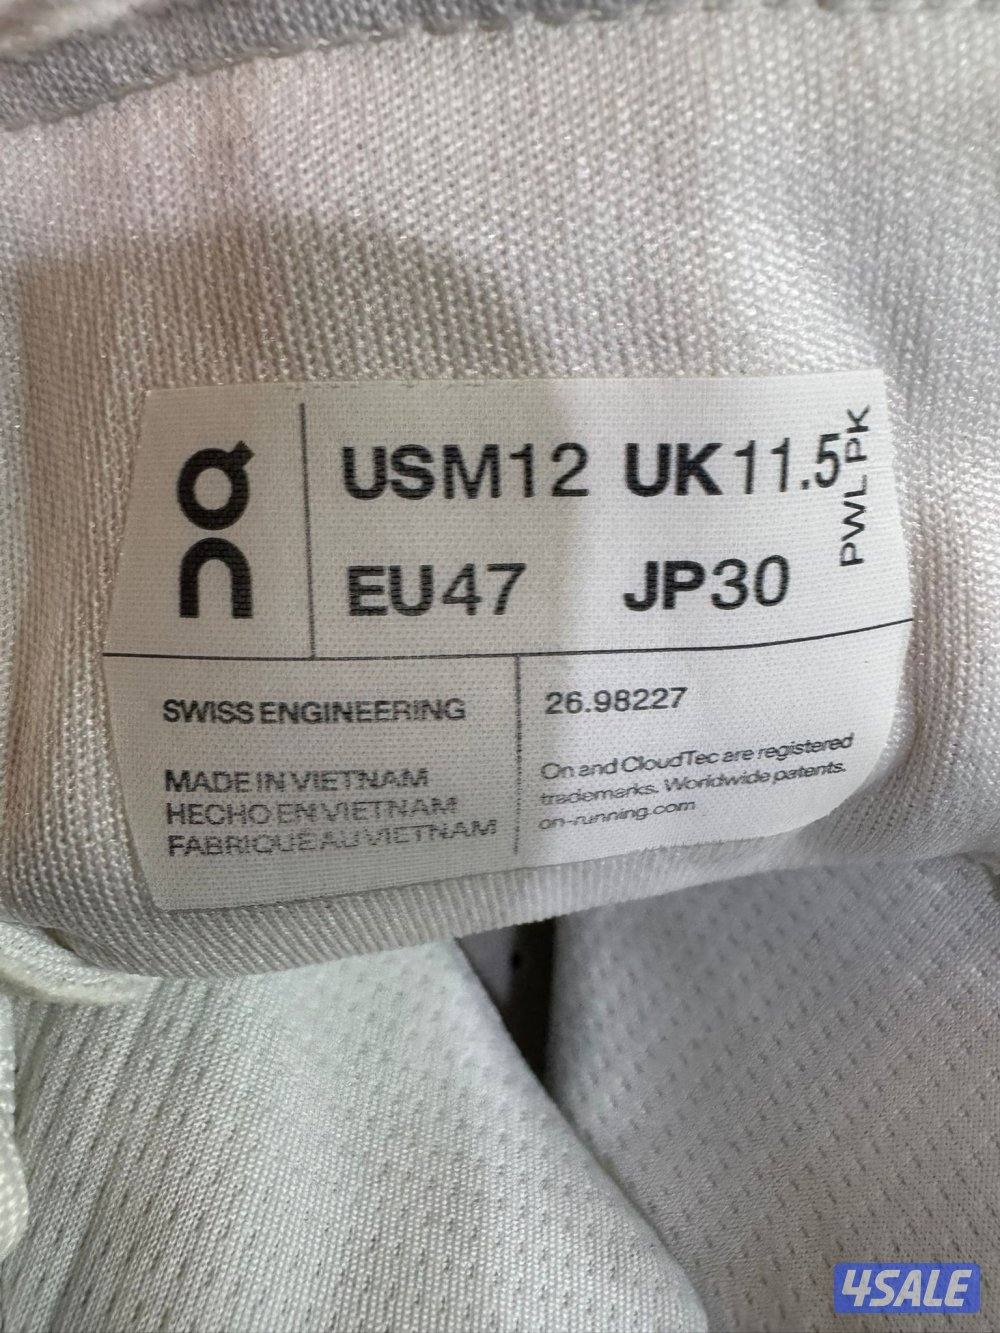 on
USM12 UK11.5
PWL PK
EU47 JP30
SWISS ENGINEERING
26.98227
MADE IN VIETNAM
HECHO EN VIETNAM
FABRIQUE AU VIETNAM
On and CloudTec are registered
trademarks. Worldwide patents.
on-running.com
4SALE